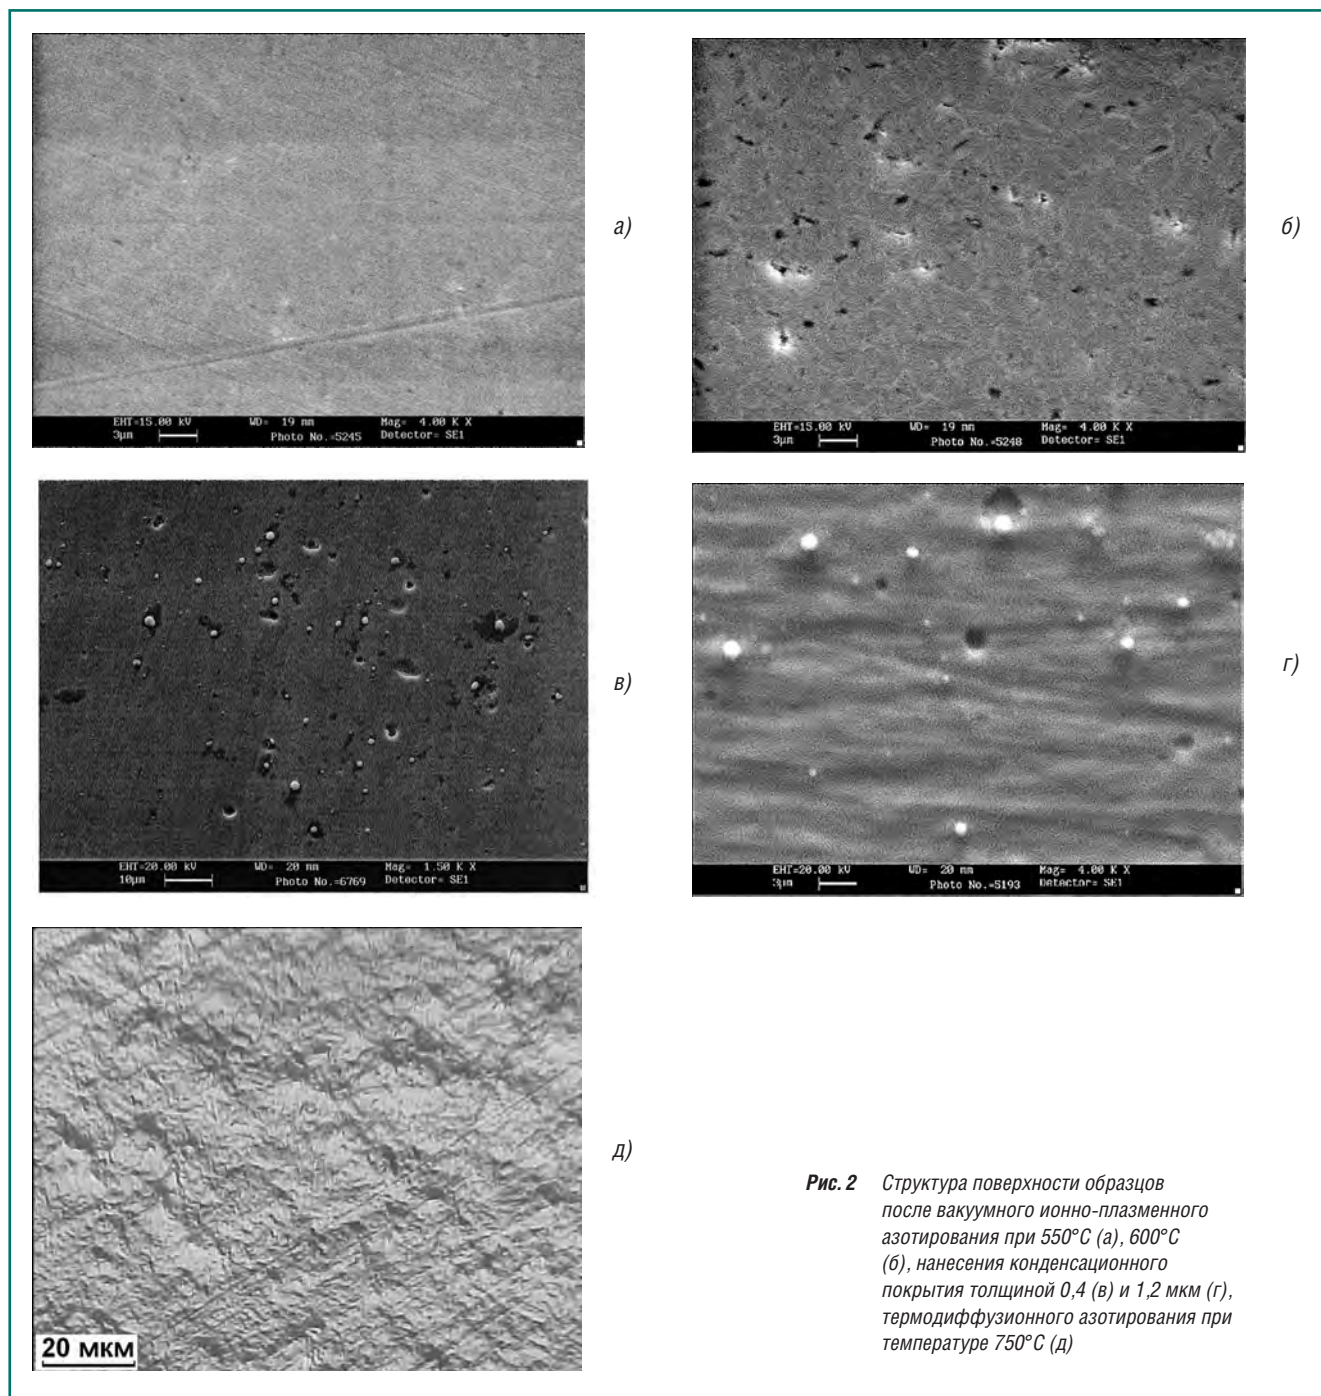 а)
EHT=15.00 kV WD= 19 mm Mag= 4.00 K X
3µm Photo No.=5245 Detector= SE1
б)
EHT=15.00 kV WD= 19 mm Mag= 4.00 K X
3µm Photo No.=5248 Detector= SE1
в)
EHT=20.00 kV WD= 20 mm Mag= 1.50 K X
10µm Photo No.=6769 Detector= SE1
г)
EHT=20.00 kV WD= 20 mm Mag= 4.00 K X
3µm Photo No.=5193 Detector= SE1
д)
20 мкм
Рис. 2 Структура поверхности образцов
после вакуумного ионно-плазменного
азотирования при 550°С (а), 600°С
(б), нанесения конденсационного
покрытия толщиной 0,4 (в) и 1,2 мкм (г),
термодиффузионного азотирования при
температуре 750°С (д)